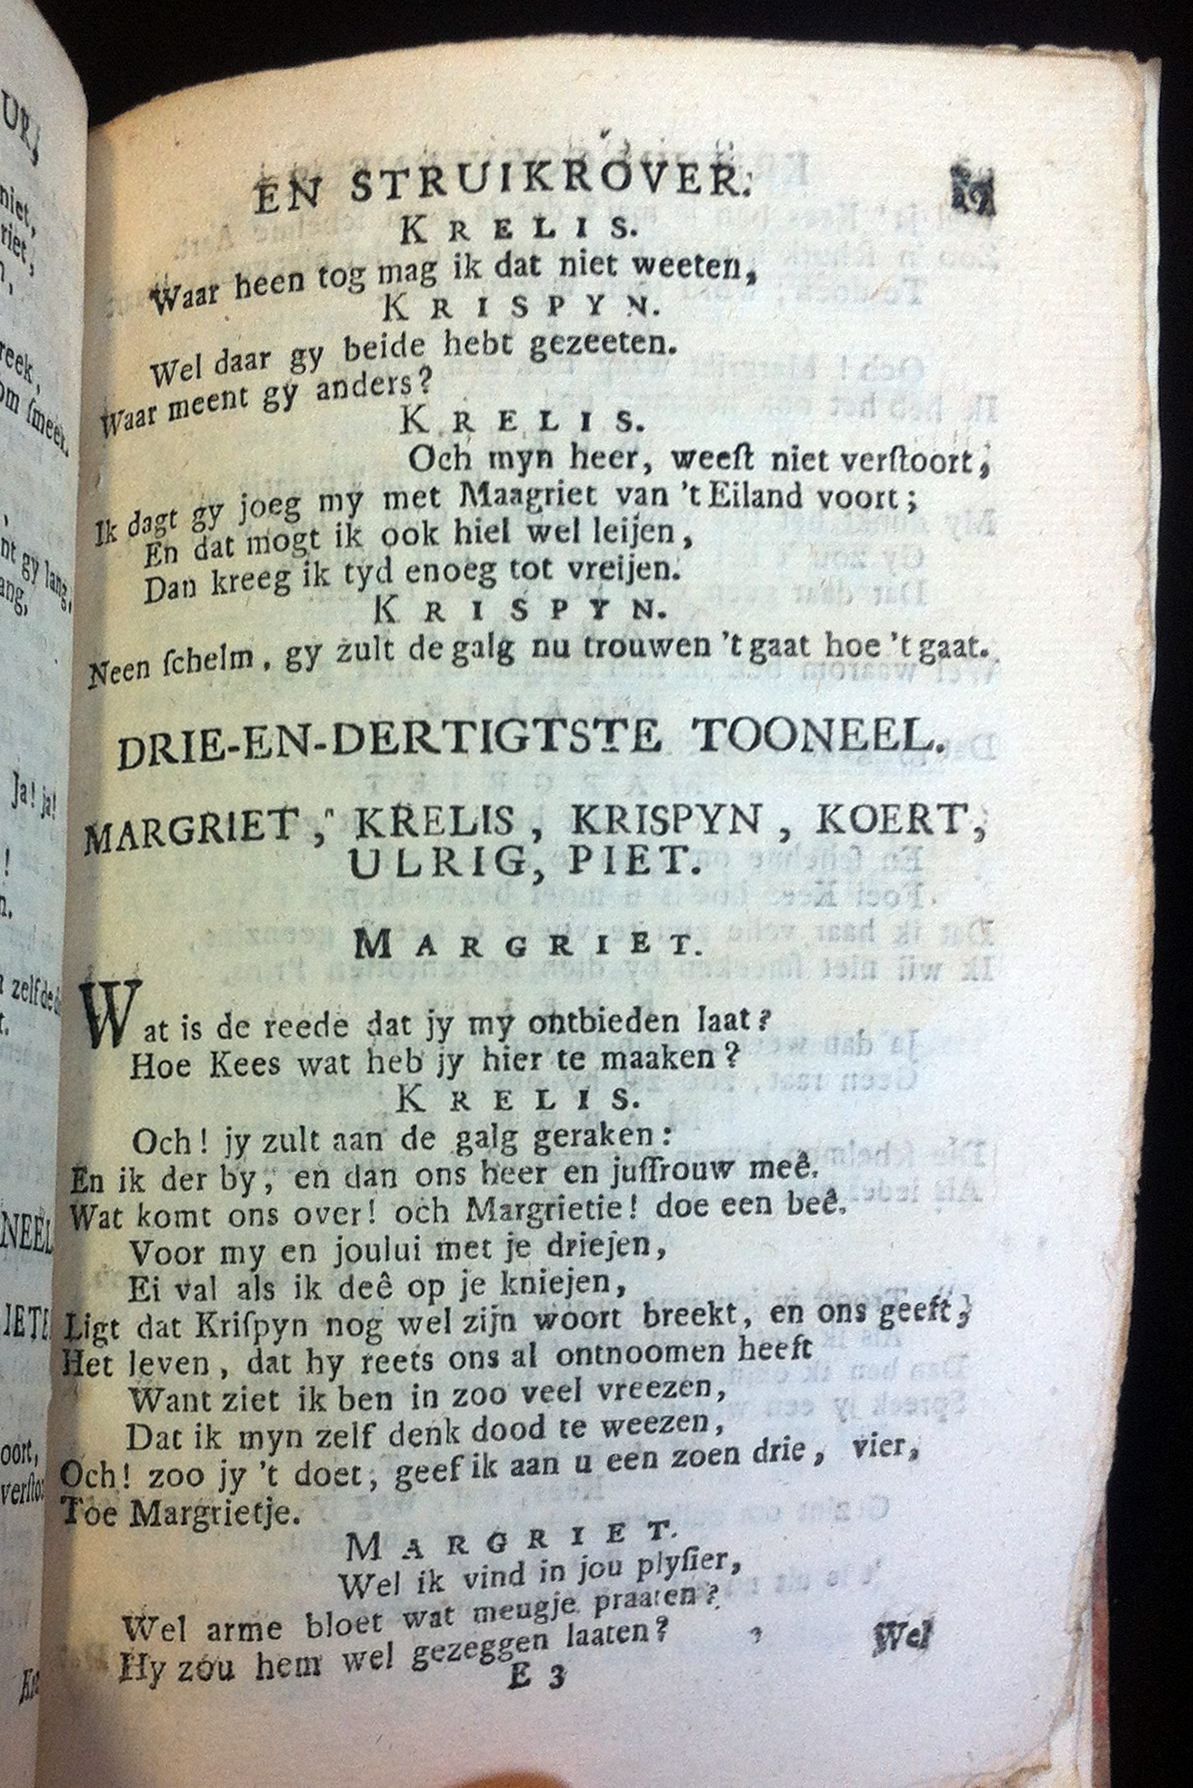 EN STRUIKROVER.
KRELIS.
Waar heen tog mag ik dat niet weeten,
KRISPYN.
Wel daar gy beide hebt gezeeten.
Waar meent gy anders?
KRELIS.
Och myn heer, weeſt niet verſtoort,
Ik dagt gy joeg my met Maagriet van 't Eiland voort;
En dat mogt ik ook hiel wel leijen,
Dan kreeg ik tyd enoeg tot vreijen.
KRISPYN.
Neen ſchelm, gy zult de galg nu trouwen 't gaat hoe 't gaat.
DRIE-EN-DERTIGTSTE TOONEEL.
MARGRIET, KRELIS, KRISPYN, KOERT,
ULRIG, PIET.
MARGRIET.
Wat is de reede dat jy my ontbieden laat?
Hoe Kees wat heb jy hier te maaken?
KRELIS.
Och! jy zult aan de galg geraken:
En ik der by, en dan ons heer en juffrouw meê.
Wat komt ons over! och Margrietie! doe een beê.
Voor my en joului met je driejen,
Ei val als ik deê op je kniejen,
Ligt dat Kriſpyn nog wel zijn woort breekt, en ons geeft,
Het leven, dat hy reets ons al ontnoomen heeft
Want ziet ik ben in zoo veel vreezen,
Dat ik myn zelf denk dood te weezen,
Och! zoo jy 't doet, geef ik aan u een zoen drie, vier,
Toe Margrietje.
MARGRIET.
Wel ik vind in jou plyſier,
Wel arme bloet wat meugje praaten?
Hy zou hem wel gezeggen laaten?
E 3
Wel